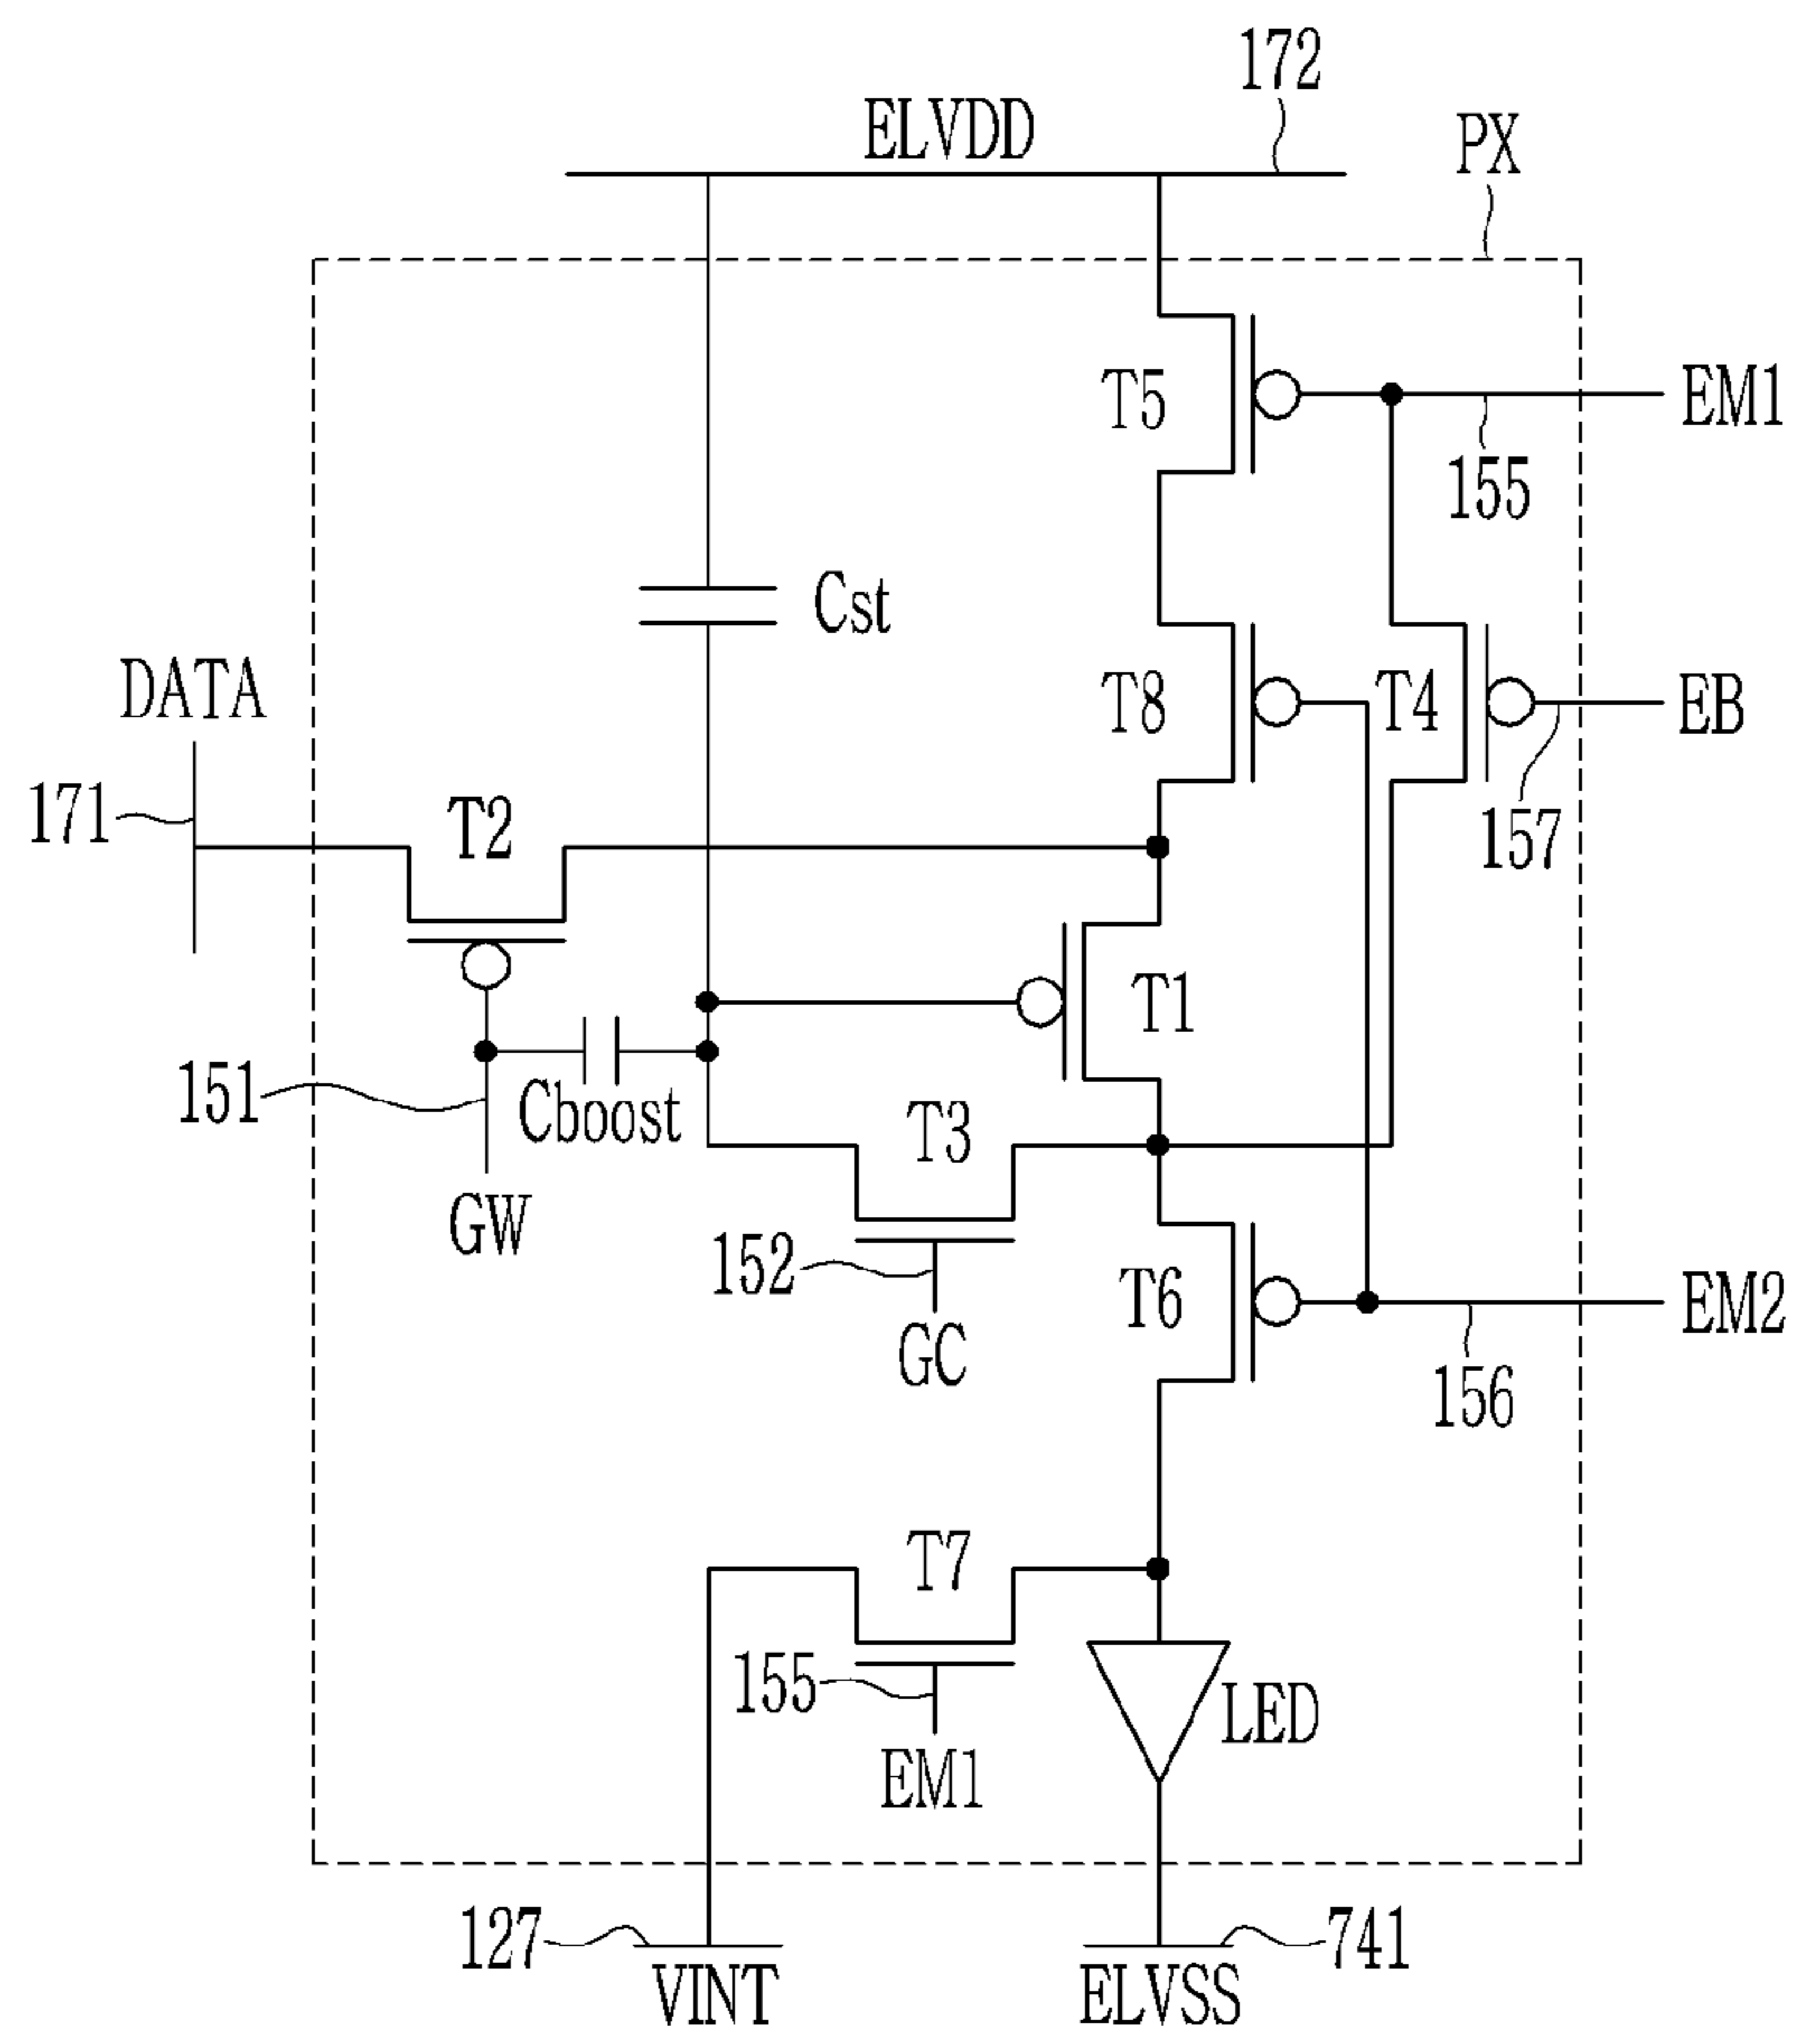 172
ELVDD
PX
T5
EM1
155
Cst
DATA
T8
T4
EB
171
T2
157
T1
151
Cboost
T3
GW
152
T6
EM2
GC
156
T7
155
LED
EM1
127
741
VINT
ELVSS